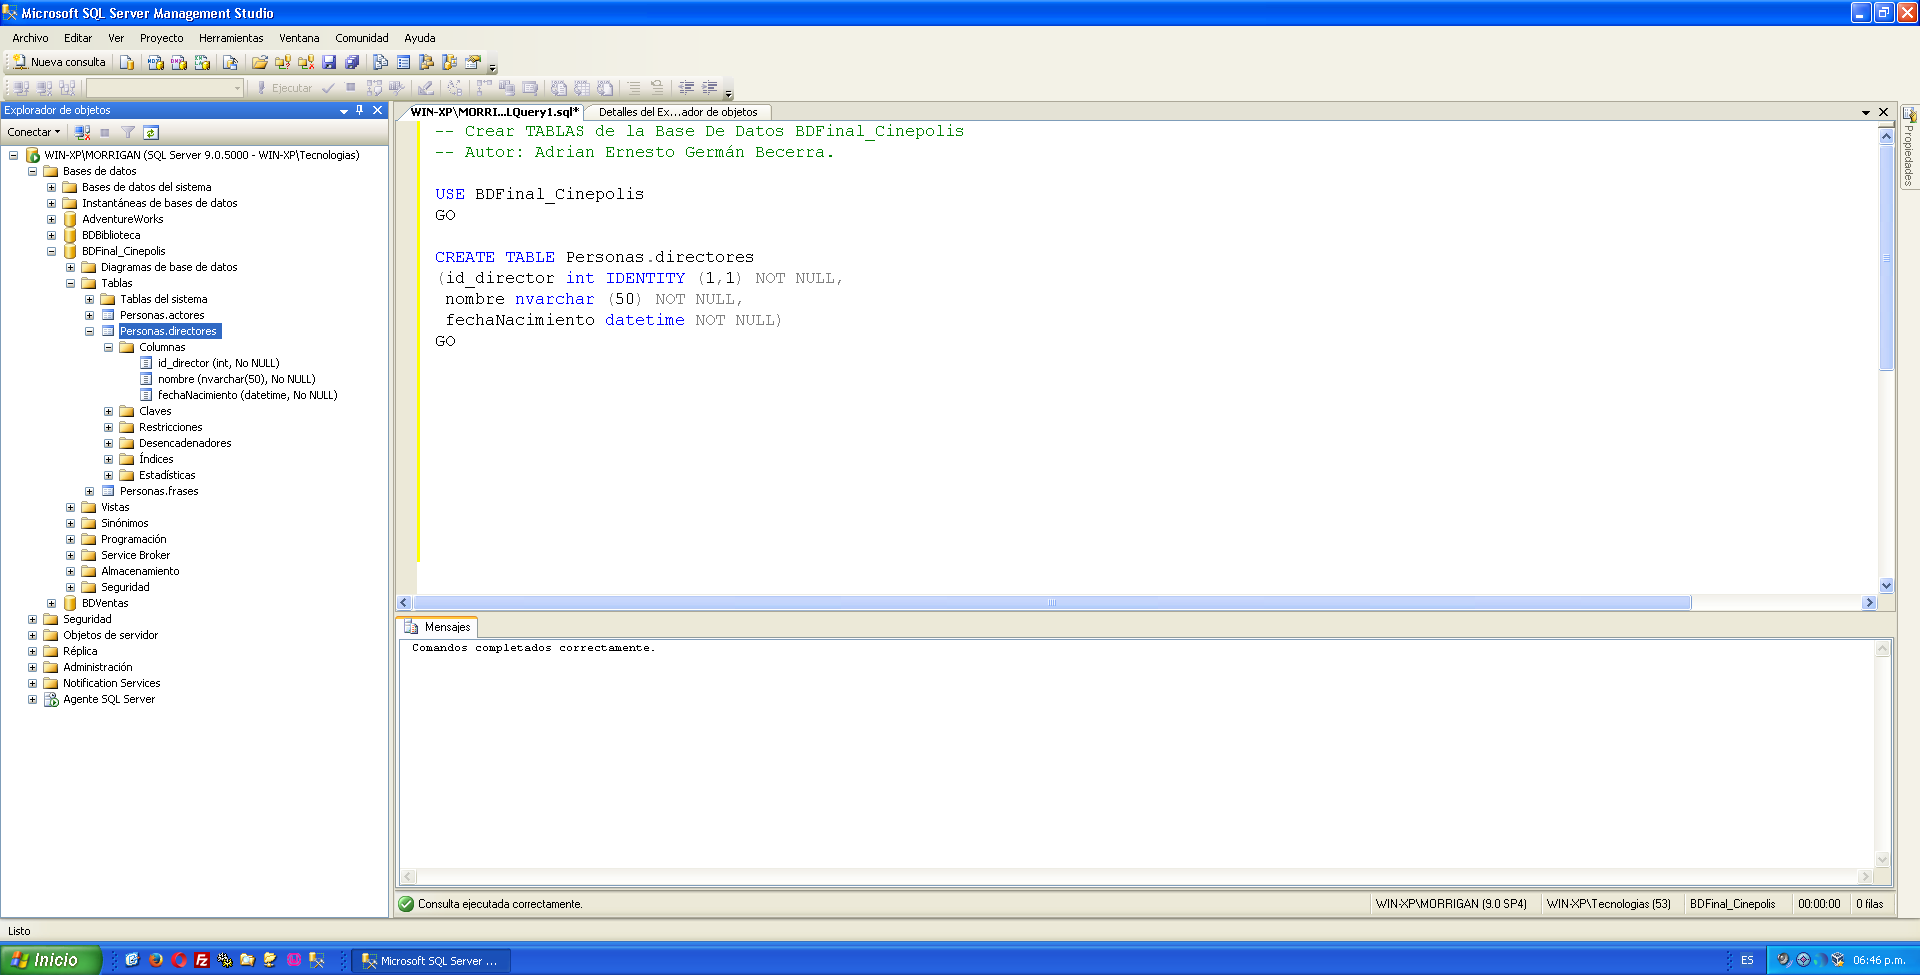 Microsoft SQL Server Management Studio
Archivo Editar Ver Proyecto Herramientas Ventana Comunidad Ayuda
Nueva consulta
Ejecutar
Explorador de objetos
WIN-XP\MORRI...LQuery1.sql* Detalles del Ex...ador de objetos
Conectar
WIN-XP\MORRIGAN (SQL Server 9.0.5000 - WIN-XP\Tecnologias)
Bases de datos
Bases de datos del sistema
Instantáneas de bases de datos
AdventureWorks
BDBiblioteca
BDFinal_Cinepolis
Diagramas de base de datos
Tablas
Tablas del sistema
Personas.actores
Personas.directores
Columnas
id_director (int, No NULL)
nombre (nvarchar(50), No NULL)
fechaNacimiento (datetime, No NULL)
Claves
Restricciones
Desencadenadores
Índices
Estadísticas
Personas.frases
Vistas
Sinónimos
Programación
Service Broker
Almacenamiento
Seguridad
BDVentas
Seguridad
Objetos de servidor
Réplica
Administración
Notification Services
Agente SQL Server
-- Crear TABLAS de la Base De Datos BDFinal_Cinepolis
-- Autor: Adrian Ernesto Germán Becerra.
USE BDFinal_Cinepolis
GO
CREATE TABLE Personas.directores
(id_director int IDENTITY (1,1) NOT NULL,
nombre nvarchar (50) NOT NULL,
fechaNacimiento datetime NOT NULL)
GO
Propiedades
Mensajes
Comandos completados correctamente.
Consulta ejecutada correctamente. WIN-XP\MORRIGAN (9.0 SP4) WIN-XP\Tecnologias (53) BDFinal_Cinepolis 00:00:00 0 filas
Listo
Inicio Microsoft SQL Server ... ES 06:46 p.m.